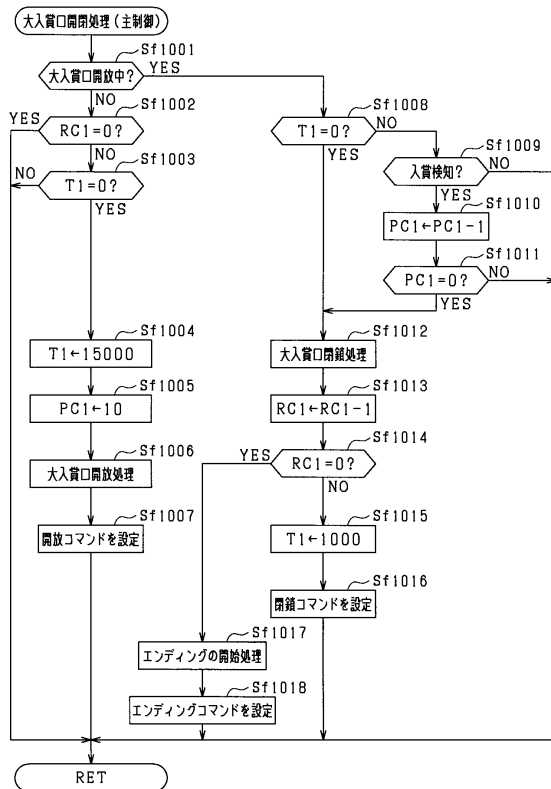 大入賞口開閉処理(主制御)
Sf1001
大入賞口開放中?
YES
NO
Sf1002
YES
RC1=0?
NO
Sf1003
NO
T1=0?
YES
Sf1004
T1←15000
Sf1005
PC1←10
Sf1006
大入賞口開放処理
Sf1007
開放コマンドを設定
Sf1008
T1=0?
NO
YES
Sf1009
入賞検知?
NO
YES
Sf1010
PC1←PC1-1
Sf1011
PC1=0?
NO
YES
Sf1012
大入賞口閉鎖処理
Sf1013
RC1←RC1-1
Sf1014
YES
RC1=0?
NO
Sf1015
T1←1000
Sf1016
閉鎖コマンドを設定
Sf1017
エンディングの開始処理
Sf1018
エンディングコマンドを設定
RET